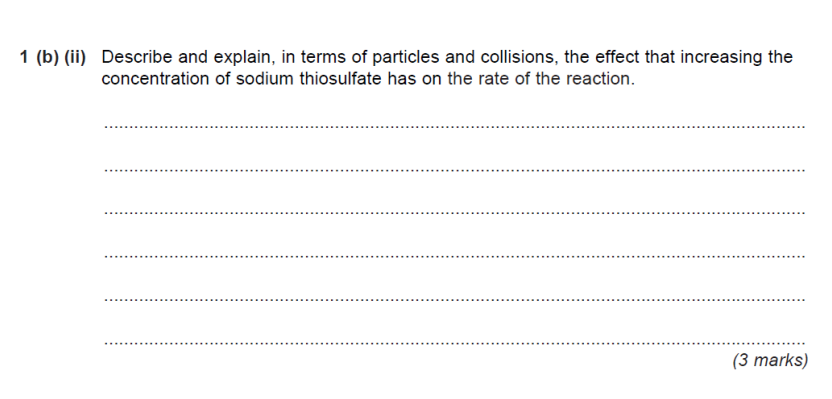 1 (b) (ii) Describe and explain, in terms of particles and collisions, the effect that increasing the
concentration of sodium thiosulfate has on the rate of the reaction.
(3 marks)